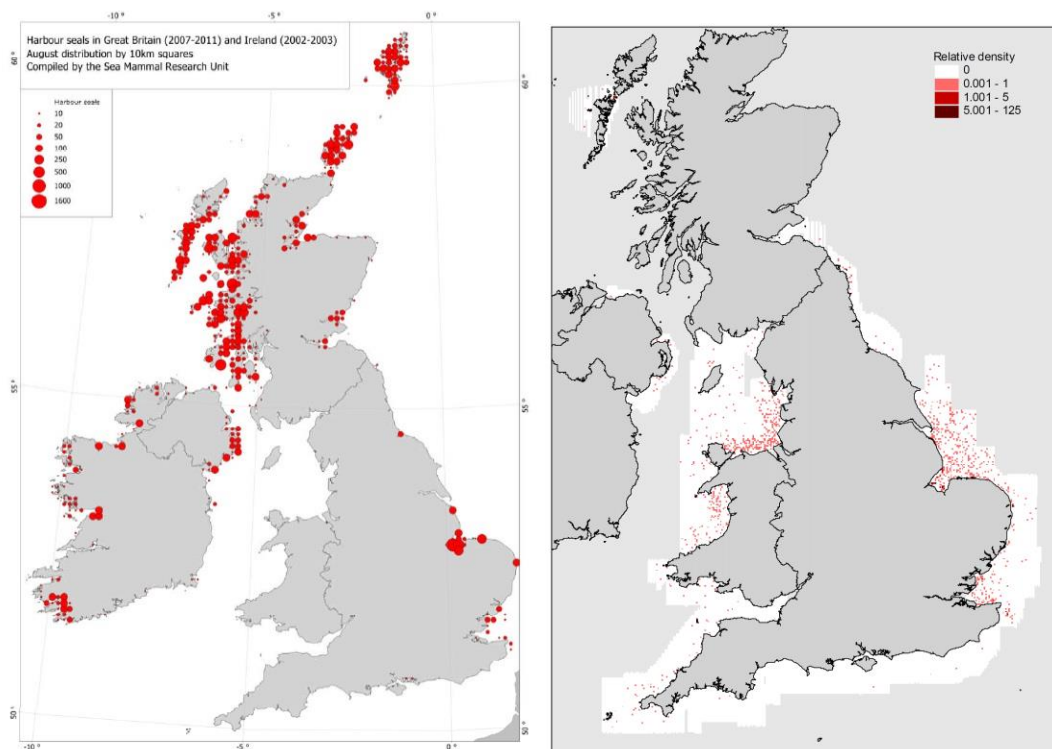 -10 °
-5 °
0 °
Harbour seals in Great Britain (2007-2011) and Ireland (2002-2003)
August distribution by 10km squares
Compiled by the Sea Mammal Research Unit
60 °
60 °
Harbour seals
10
20
50
100
250
500
1000
1600
55 °
55 °
50 °
50 °
-10 °
-5 °
0 °
Relative density
0
0.001 - 1
1.001 - 5
5.001 - 125